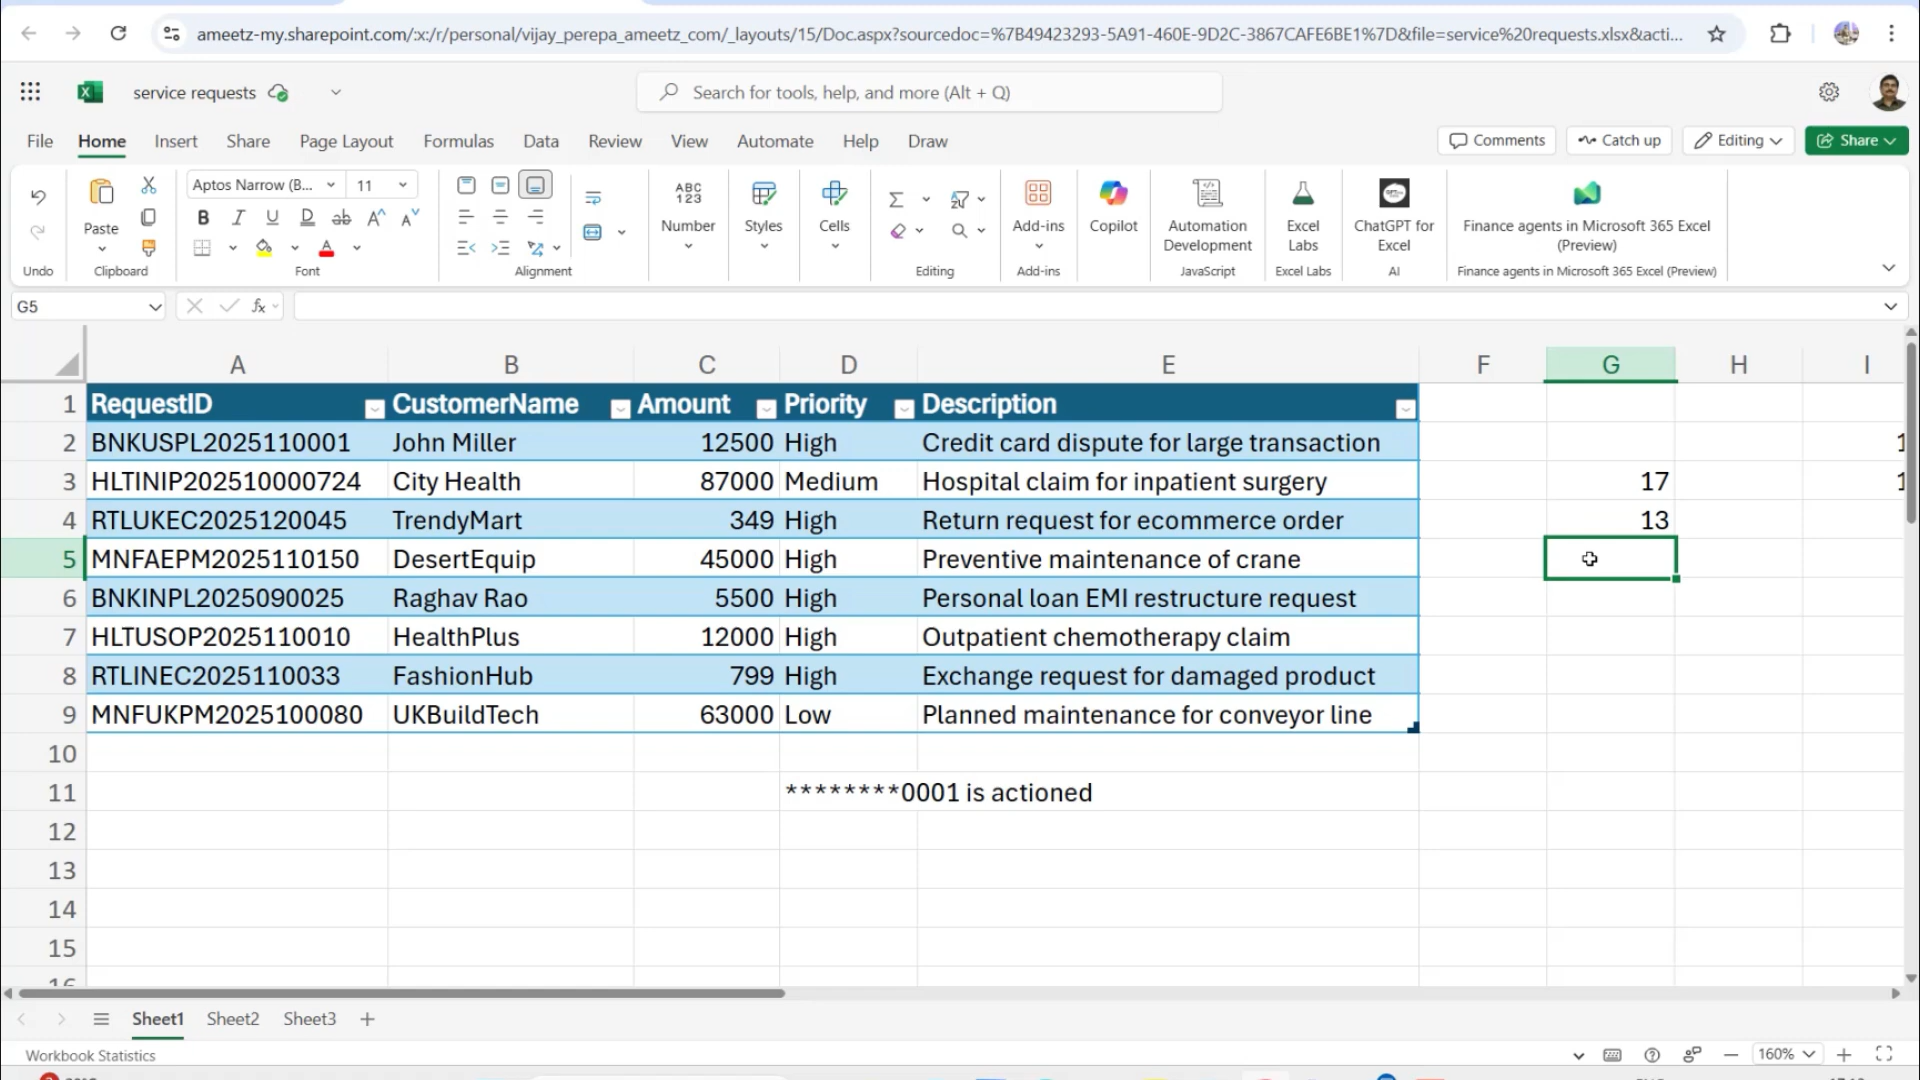 ameetz-my.sharepoint.com/:x:/r/personal/vijay_perepa_ameetz_com/_layouts/15/Doc.aspx?sourcedoc=%7B49423293-5A91-460E-9D2C-3867CAFE6BE1%7D&file=service%20requests.xlsx&acti...
service requests
Search for tools, help, and more (Alt + Q)
File Home Insert Share Page Layout Formulas Data Review View Automate Help Draw
Comments Catch up Editing Share
Paste
Aptos Narrow (B... 11
Number Styles Cells
Add-ins Copilot Automation Development Excel Labs ChatGPT for Excel Finance agents in Microsoft 365 Excel (Preview)
Undo Clipboard Font Alignment Editing Add-ins JavaScript Excel Labs AI Finance agents in Microsoft 365 Excel (Preview)
G5 fx
A B C D E F G H I
1 RequestID CustomerName Amount Priority Description
2 BNKUSPL2025110001 John Miller 12500 High Credit card dispute for large transaction 1
3 HLTINIP202510000724 City Health 87000 Medium Hospital claim for inpatient surgery 17 1
4 RTLUKEC2025120045 TrendyMart 349 High Return request for ecommerce order 13
5 MNFAEPM2025110150 DesertEquip 45000 High Preventive maintenance of crane
6 BNKINPL2025090025 Raghav Rao 5500 High Personal loan EMI restructure request
7 HLTUSOP2025110010 HealthPlus 12000 High Outpatient chemotherapy claim
8 RTLINEC2025110033 FashionHub 799 High Exchange request for damaged product
9 MNFUKPM2025100080 UKBuildTech 63000 Low Planned maintenance for conveyor line
10
11 ********0001 is actioned
12
13
14
15
16
Sheet1 Sheet2 Sheet3
Workbook Statistics
160%